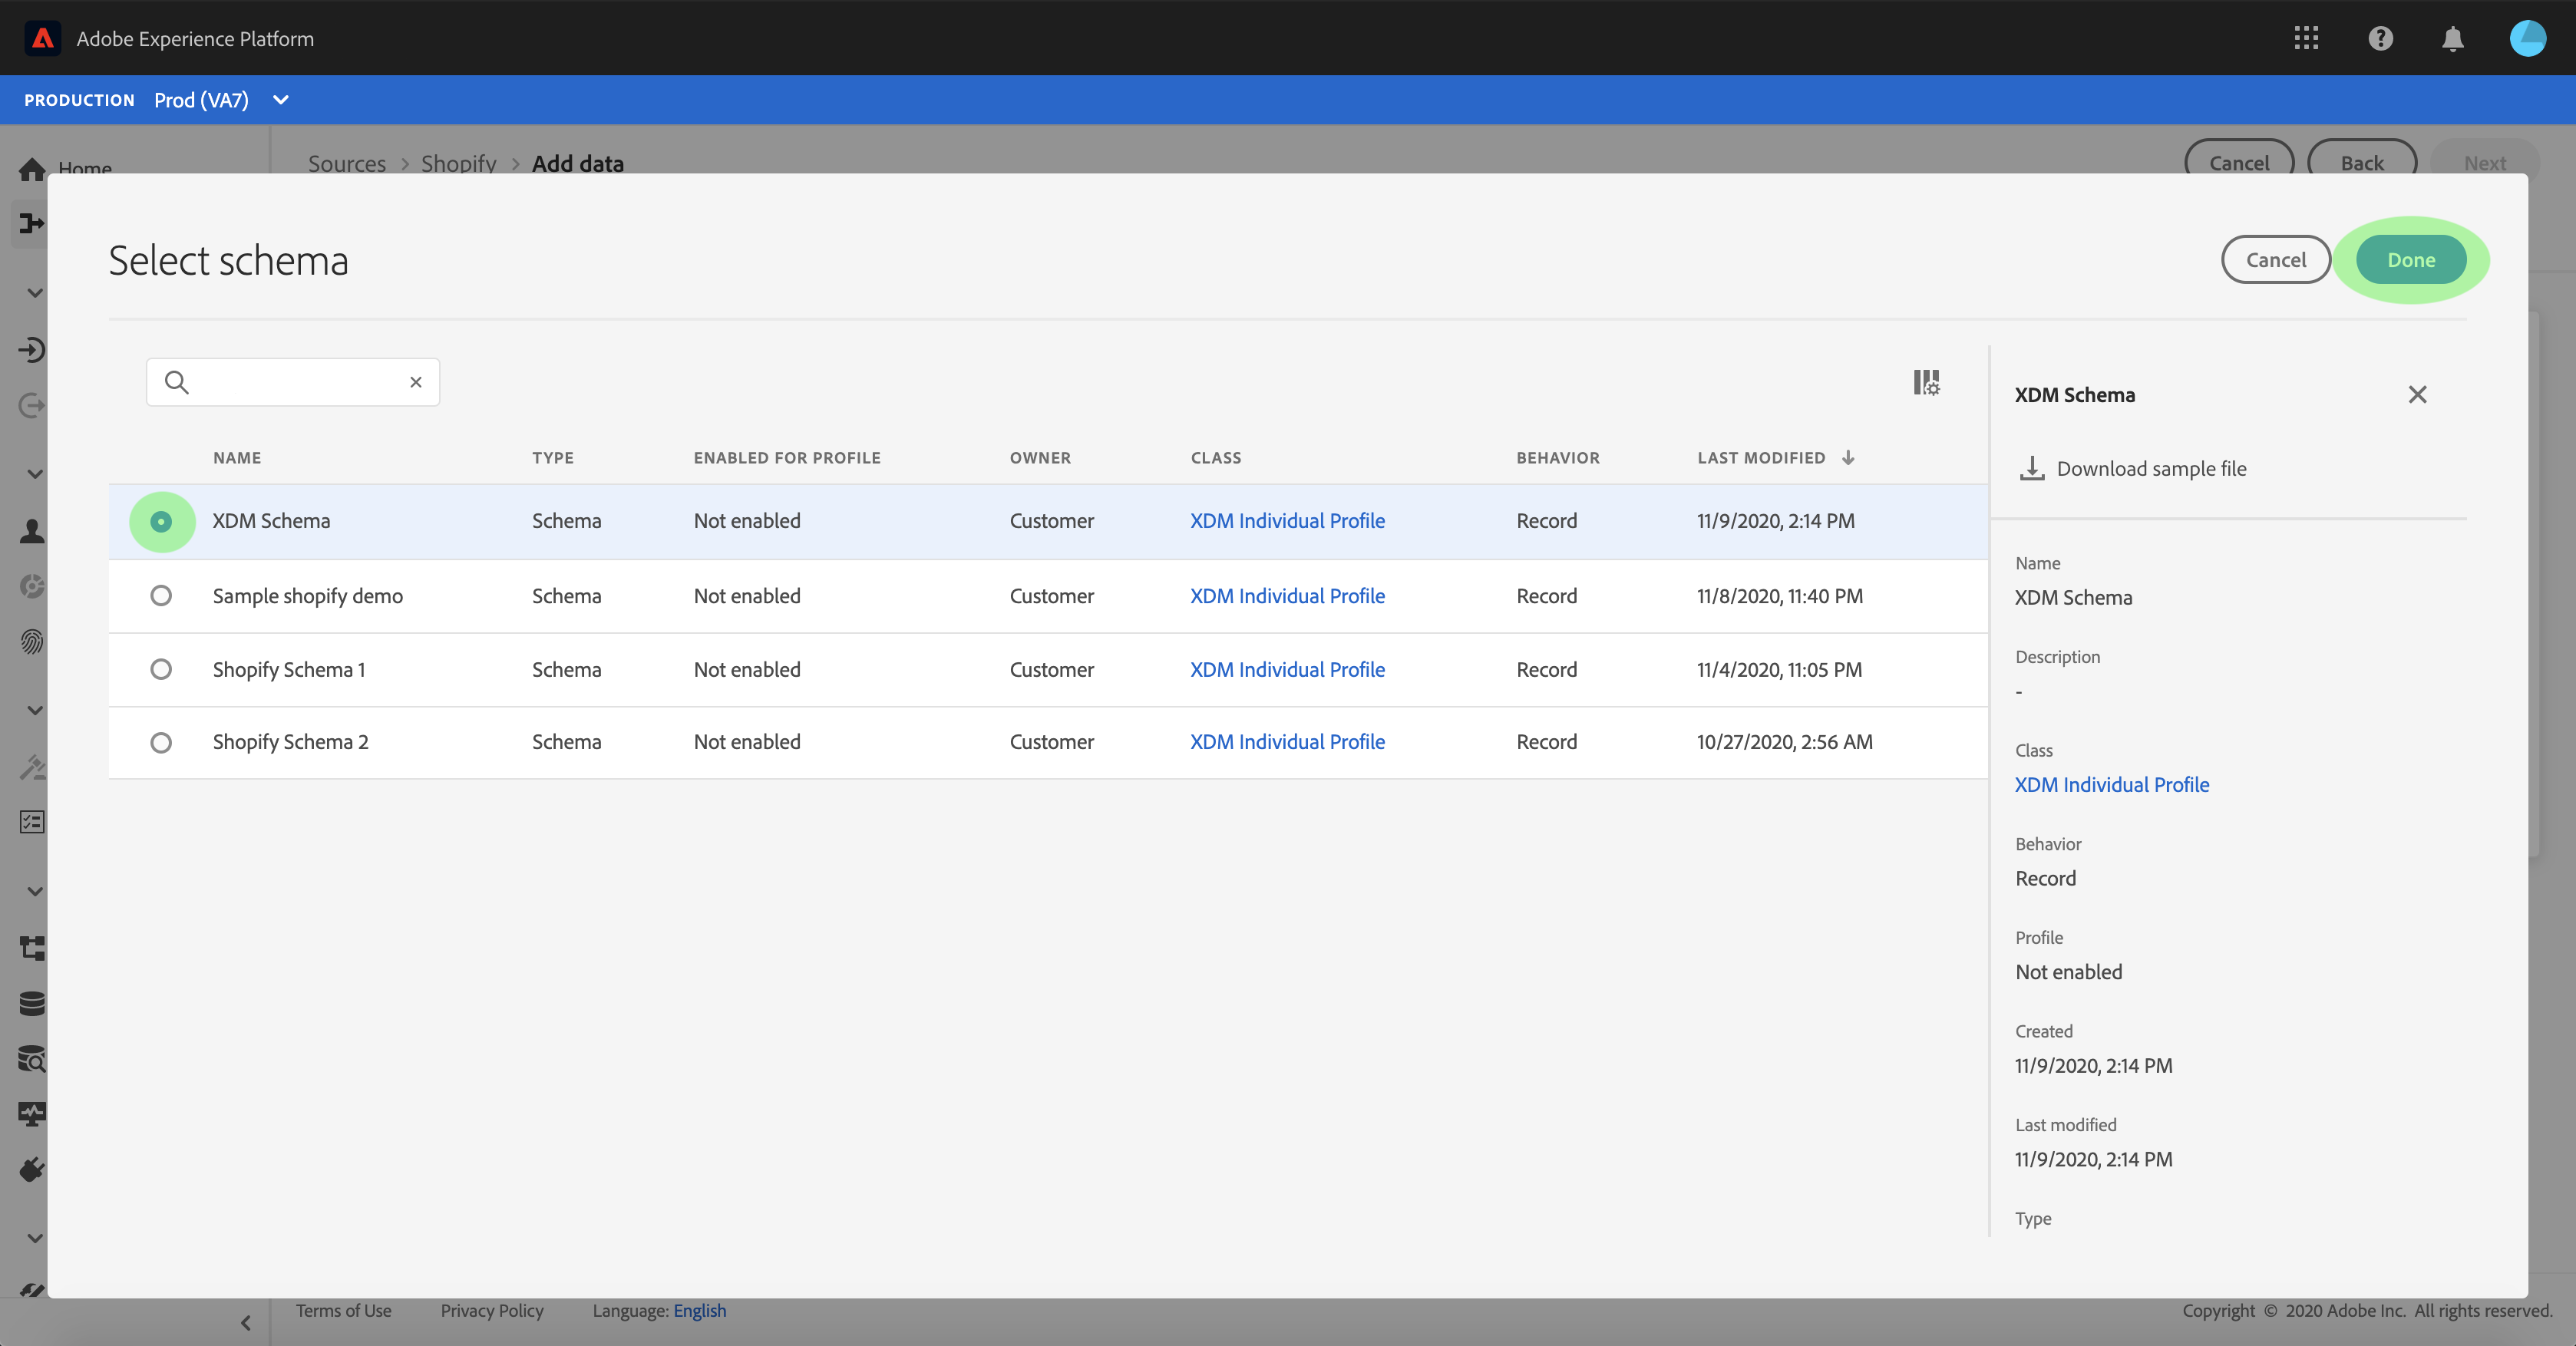 Adobe Experience Platform
PRODUCTION Prod (VA7)
Home
Sources > Shopify > Add data
Cancel Back Next
Select schema
Cancel Done
NAME TYPE ENABLED FOR PROFILE OWNER CLASS BEHAVIOR LAST MODIFIED
XDM Schema Schema Not enabled Customer XDM Individual Profile Record 11/9/2020, 2:14 PM
Sample shopify demo Schema Not enabled Customer XDM Individual Profile Record 11/8/2020, 11:40 PM
Shopify Schema 1 Schema Not enabled Customer XDM Individual Profile Record 11/4/2020, 11:05 PM
Shopify Schema 2 Schema Not enabled Customer XDM Individual Profile Record 10/27/2020, 2:56 AM
XDM Schema
Download sample file
Name
XDM Schema
Description
-
Class
XDM Individual Profile
Behavior
Record
Profile
Not enabled
Created
11/9/2020, 2:14 PM
Last modified
11/9/2020, 2:14 PM
Type
Terms of Use Privacy Policy Language: English
Copyright © 2020 Adobe Inc. All rights reserved.